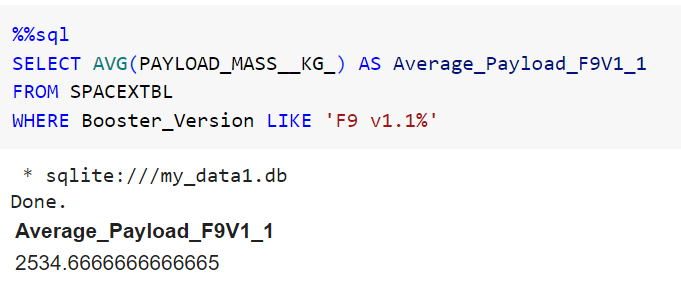 %%sql
SELECT AVG(PAYLOAD_MASS__KG_) AS Average_Payload_F9V1_1
FROM SPACEXTBL
WHERE Booster_Version LIKE 'F9 v1.1%'
* sqlite:///my_data1.db
Done.
Average_Payload_F9V1_1
2534.6666666666665